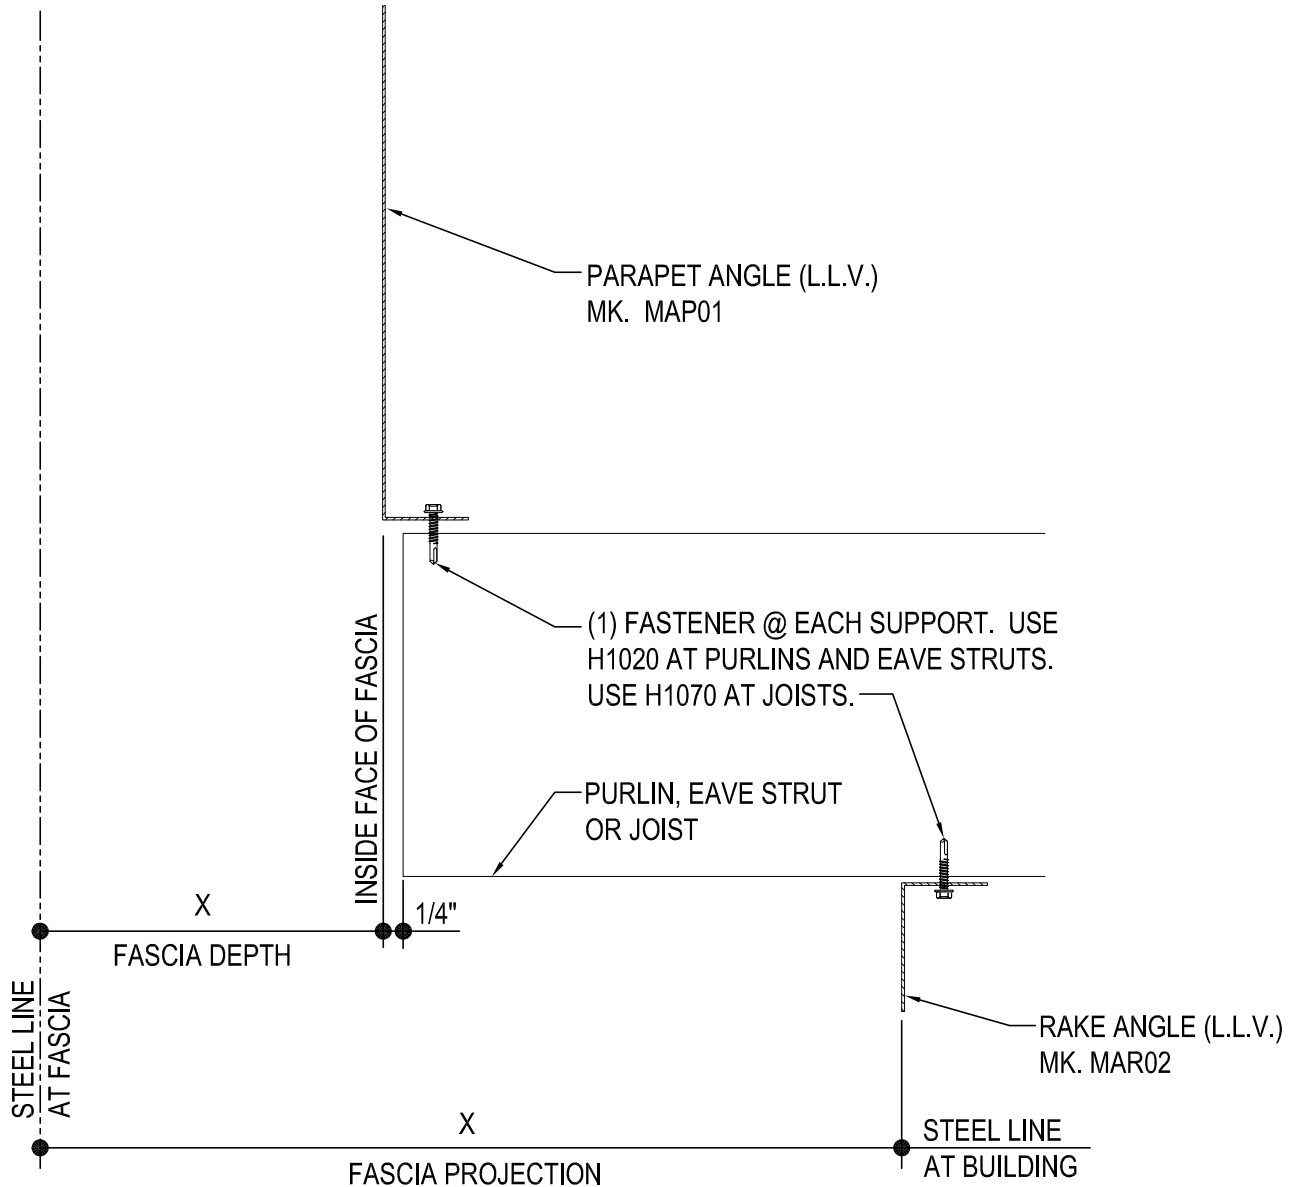 PARAPET ANGLE (L.L.V.)
MK. MAP01
(1) FASTENER @ EACH SUPPORT. USE
H1020 AT PURLINS AND EAVE STRUTS.
USE H1070 AT JOISTS.
INSIDE FACE OF FASCIA
PURLIN, EAVE STRUT
OR JOIST
X
1/4"
FASCIA DEPTH
STEEL LINE
AT FASCIA
RAKE ANGLE (L.L.V.)
MK. MAR02
X
FASCIA PROJECTION
STEEL LINE
AT BUILDING